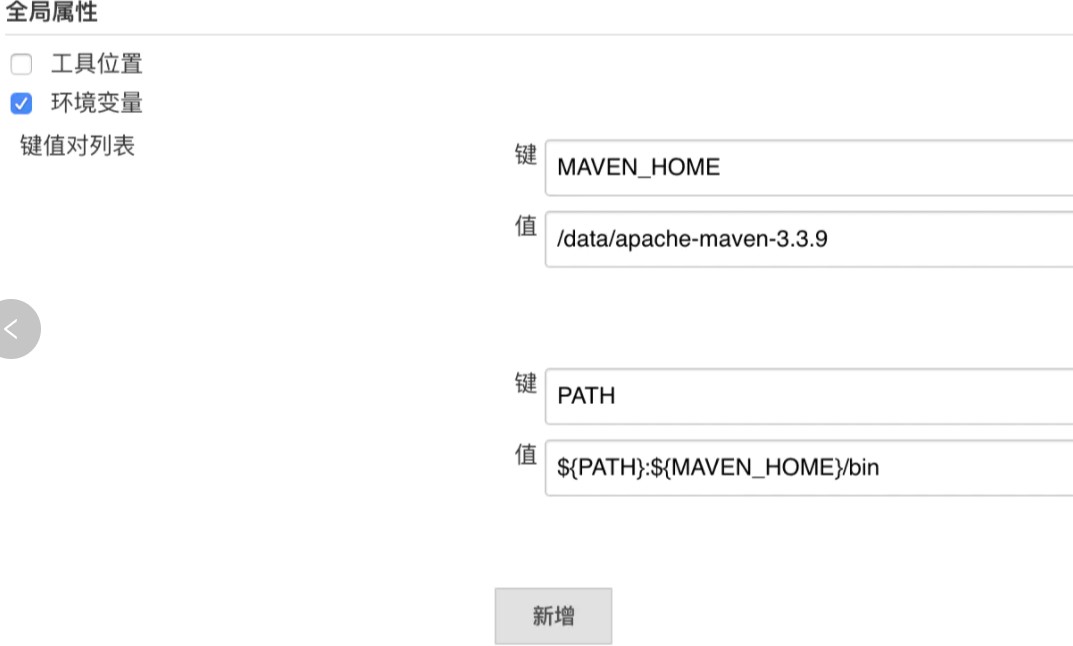 全局属性
工具位置
环境变量
键值对列表
键 MAVEN_HOME
值 /data/apache-maven-3.3.9
键 PATH
值 ${PATH}:${MAVEN_HOME}/bin
新增